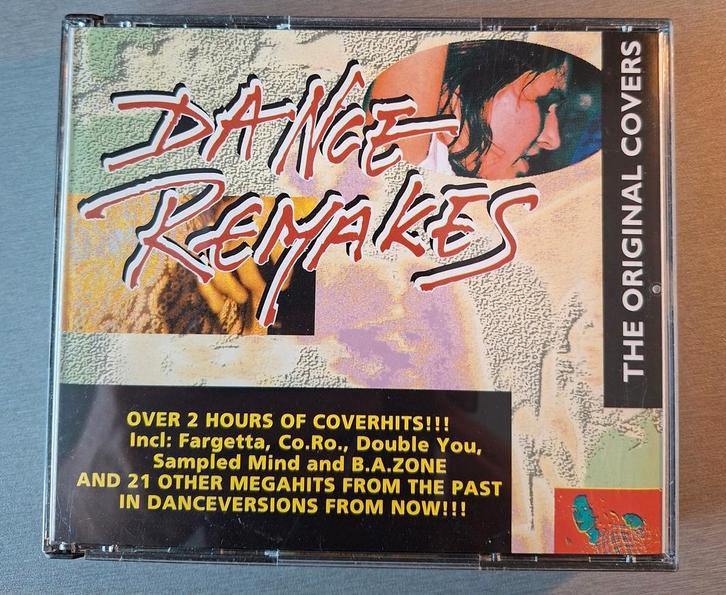 DANCE
REMAKES
THE ORIGINAL COVERS
OVER 2 HOURS OF COVERHITS!!!
Incl: Fargetta, Co.Ro., Double You,
Sampled Mind and B.A.ZONE
AND 21 OTHER MEGAHITS FROM THE PAST
IN DANCEVERSIONS FROM NOW!!!